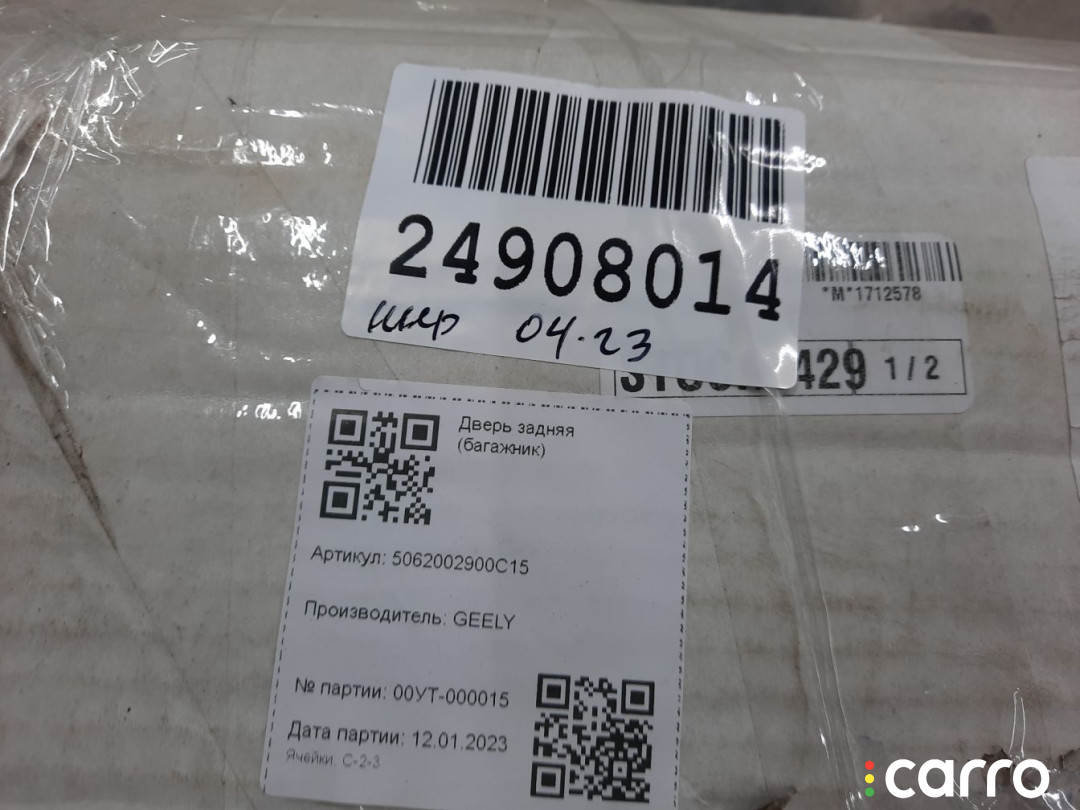 24908014
04.23
*M*1712578
429 1/2
Дверь задняя
(багажник)
Артикул: 5062002900C15
Производитель: GEELY
№ партии: 00УТ-000015
Дата партии: 12.01.2023
Ячейки: С-2-3
carro